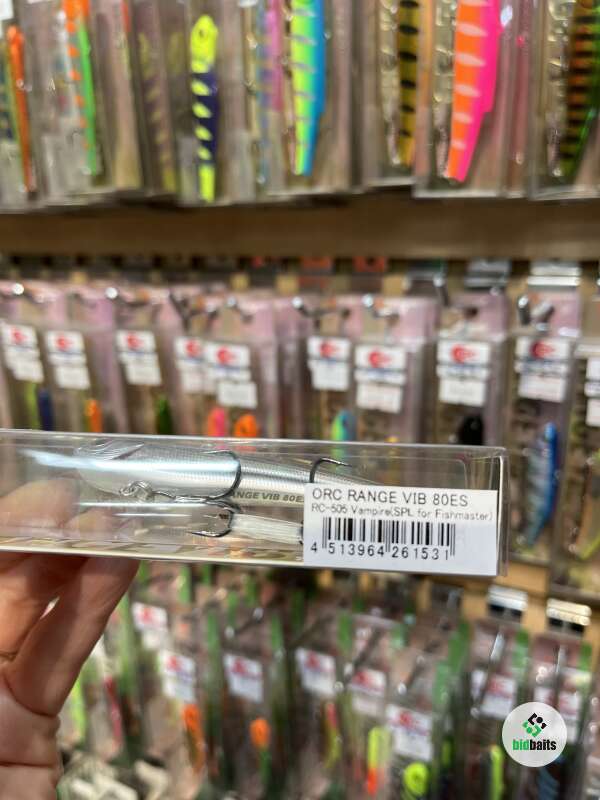 RANGE VIB 80ES
ORC RANGE VIB 80ES
RC-505 Vampire(SPL for Fishmaster)
4 513964 261531
bidbaits